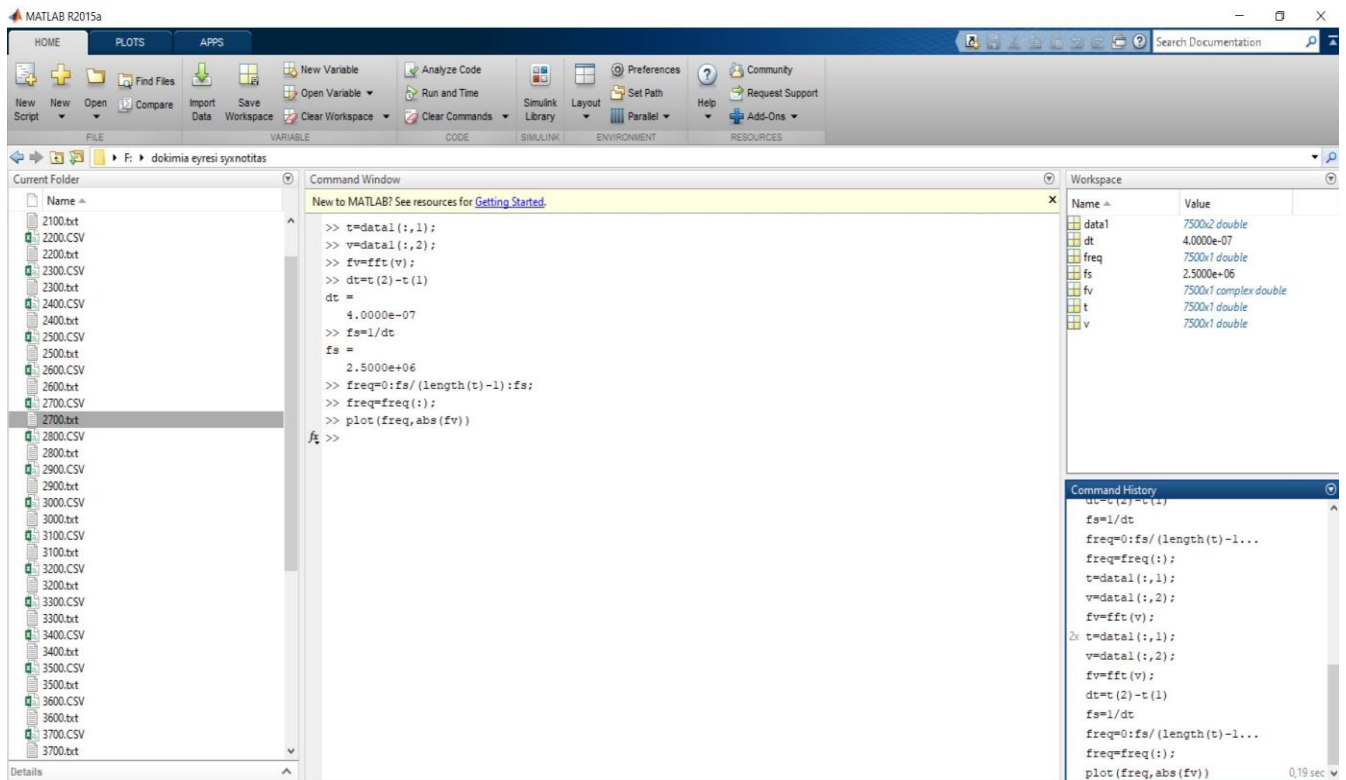 MATLAB R2015a
HOME PLOTS APPS
Search Documentation
New Script
New
Open
Find Files
Compare
Import Data
Save Workspace
New Variable
Open Variable
Clear Workspace
Analyze Code
Run and Time
Clear Commands
Simulink Library
Layout
Preferences
Set Path
Parallel
Help
Community
Request Support
Add-Ons
FILE VARIABLE CODE SIMULINK ENVIRONMENT RESOURCES
F: dokimia eyresi syxnotitas
Current Folder
Name
2100.txt
2200.CSV
2200.txt
2300.CSV
2300.txt
2400.CSV
2400.txt
2500.CSV
2500.txt
2600.CSV
2600.txt
2700.CSV
2700.txt
2800.CSV
2800.txt
2900.CSV
2900.txt
3000.CSV
3000.txt
3100.CSV
3100.txt
3200.CSV
3200.txt
3300.CSV
3300.txt
3400.CSV
3400.txt
3500.CSV
3500.txt
3600.CSV
3600.txt
3700.CSV
3700.txt
Details
Command Window
New to MATLAB? See resources for Getting Started.
>> t=data1(:,1);
>> v=data1(:,2);
>> fv=fft(v);
>> dt=t(2)-t(1)
dt =
4.0000e-07
>> fs=1/dt
fs =
2.5000e+06
>> freq=0:fs/(length(t)-1):fs;
>> freq=freq(:);
>> plot(freq,abs(fv))
fx >>
Workspace
Name Value
data1 7500x2 double
dt 4.0000e-07
freq 7500x1 double
fs 2.5000e+06
fv 7500x1 complex double
t 7500x1 double
v 7500x1 double
Command History
dt=t(2)-t(1)
fs=1/dt
freq=0:fs/(length(t)-1...
freq=freq(:);
t=data1(:,1);
v=data1(:,2);
fv=fft(v);
2x t=data1(:,1);
v=data1(:,2);
fv=fft(v);
dt=t(2)-t(1)
fs=1/dt
freq=0:fs/(length(t)-1...
freq=freq(:);
plot(freq,abs(fv)) 0,19 sec